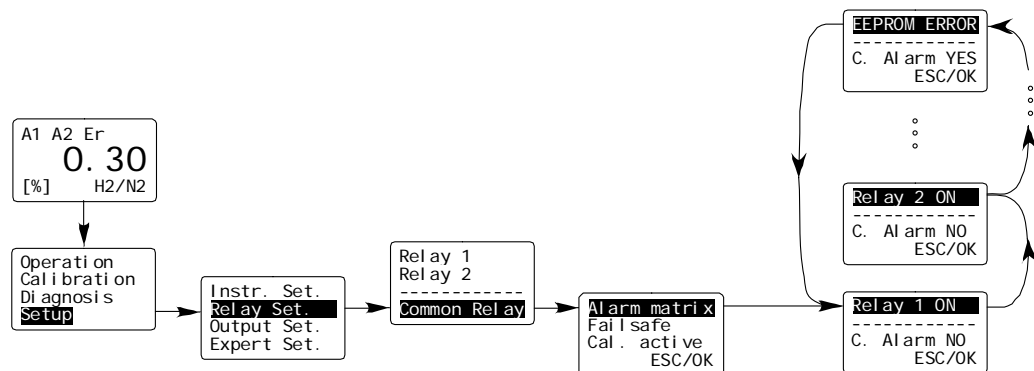 A1 A2 Er
0.30
[%] H2/N2
Operation
Calibration
Diagnosis
Setup
Instr. Set.
Relay Set.
Output Set.
Expert Set.
Relay 1
Relay 2
------------
Common Relay
Alarm matrix
Failsafe
Cal. active
ESC/OK
EEPROM ERROR
------------
C. Alarm YES
ESC/OK
Relay 2 ON
------------
C. Alarm NO
ESC/OK
Relay 1 ON
------------
C. Alarm NO
ESC/OK